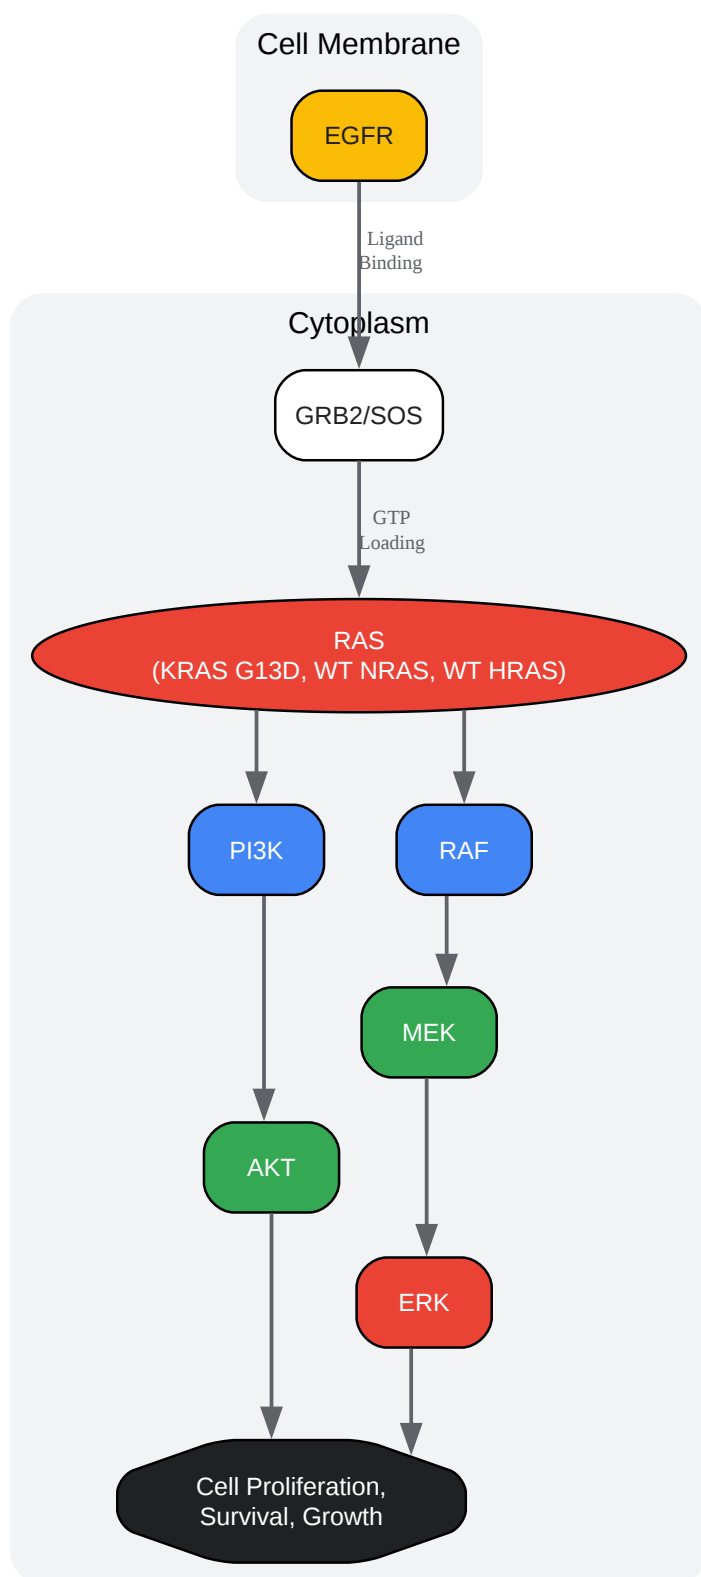 Cell Membrane
EGFR
Ligand
Binding
Cytoplasm
GRB2/SOS
GTP
Loading
RAS
(KRAS G13D, WT NRAS, WT HRAS)
PI3K
RAF
MEK
AKT
ERK
Cell Proliferation,
Survival, Growth